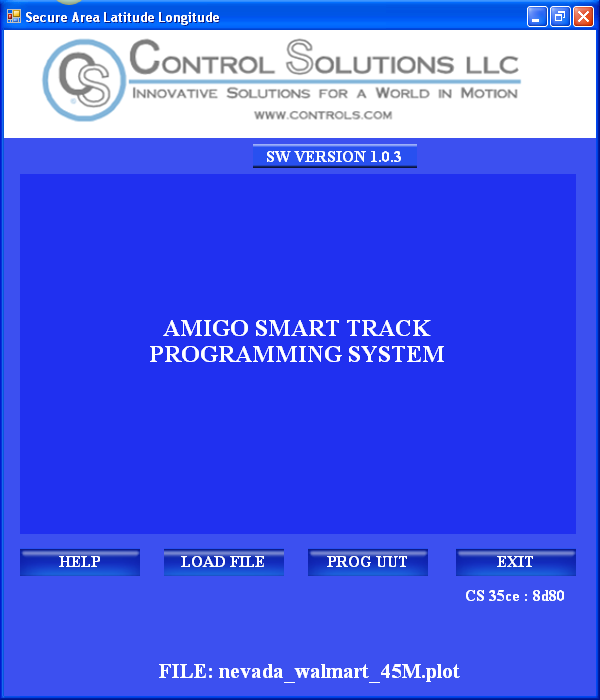 Secure Area Latitude Longitude
CS
CONTROL SOLUTIONS LLC
INNOVATIVE SOLUTIONS FOR A WORLD IN MOTION
WWW.CONTROLS.COM
SW VERSION 1.0.3
AMIGO SMART TRACK
PROGRAMMING SYSTEM
HELP
LOAD FILE
PROG UUT
EXIT
CS 35ce : 8d80
FILE: nevada_walmart_45M.plot